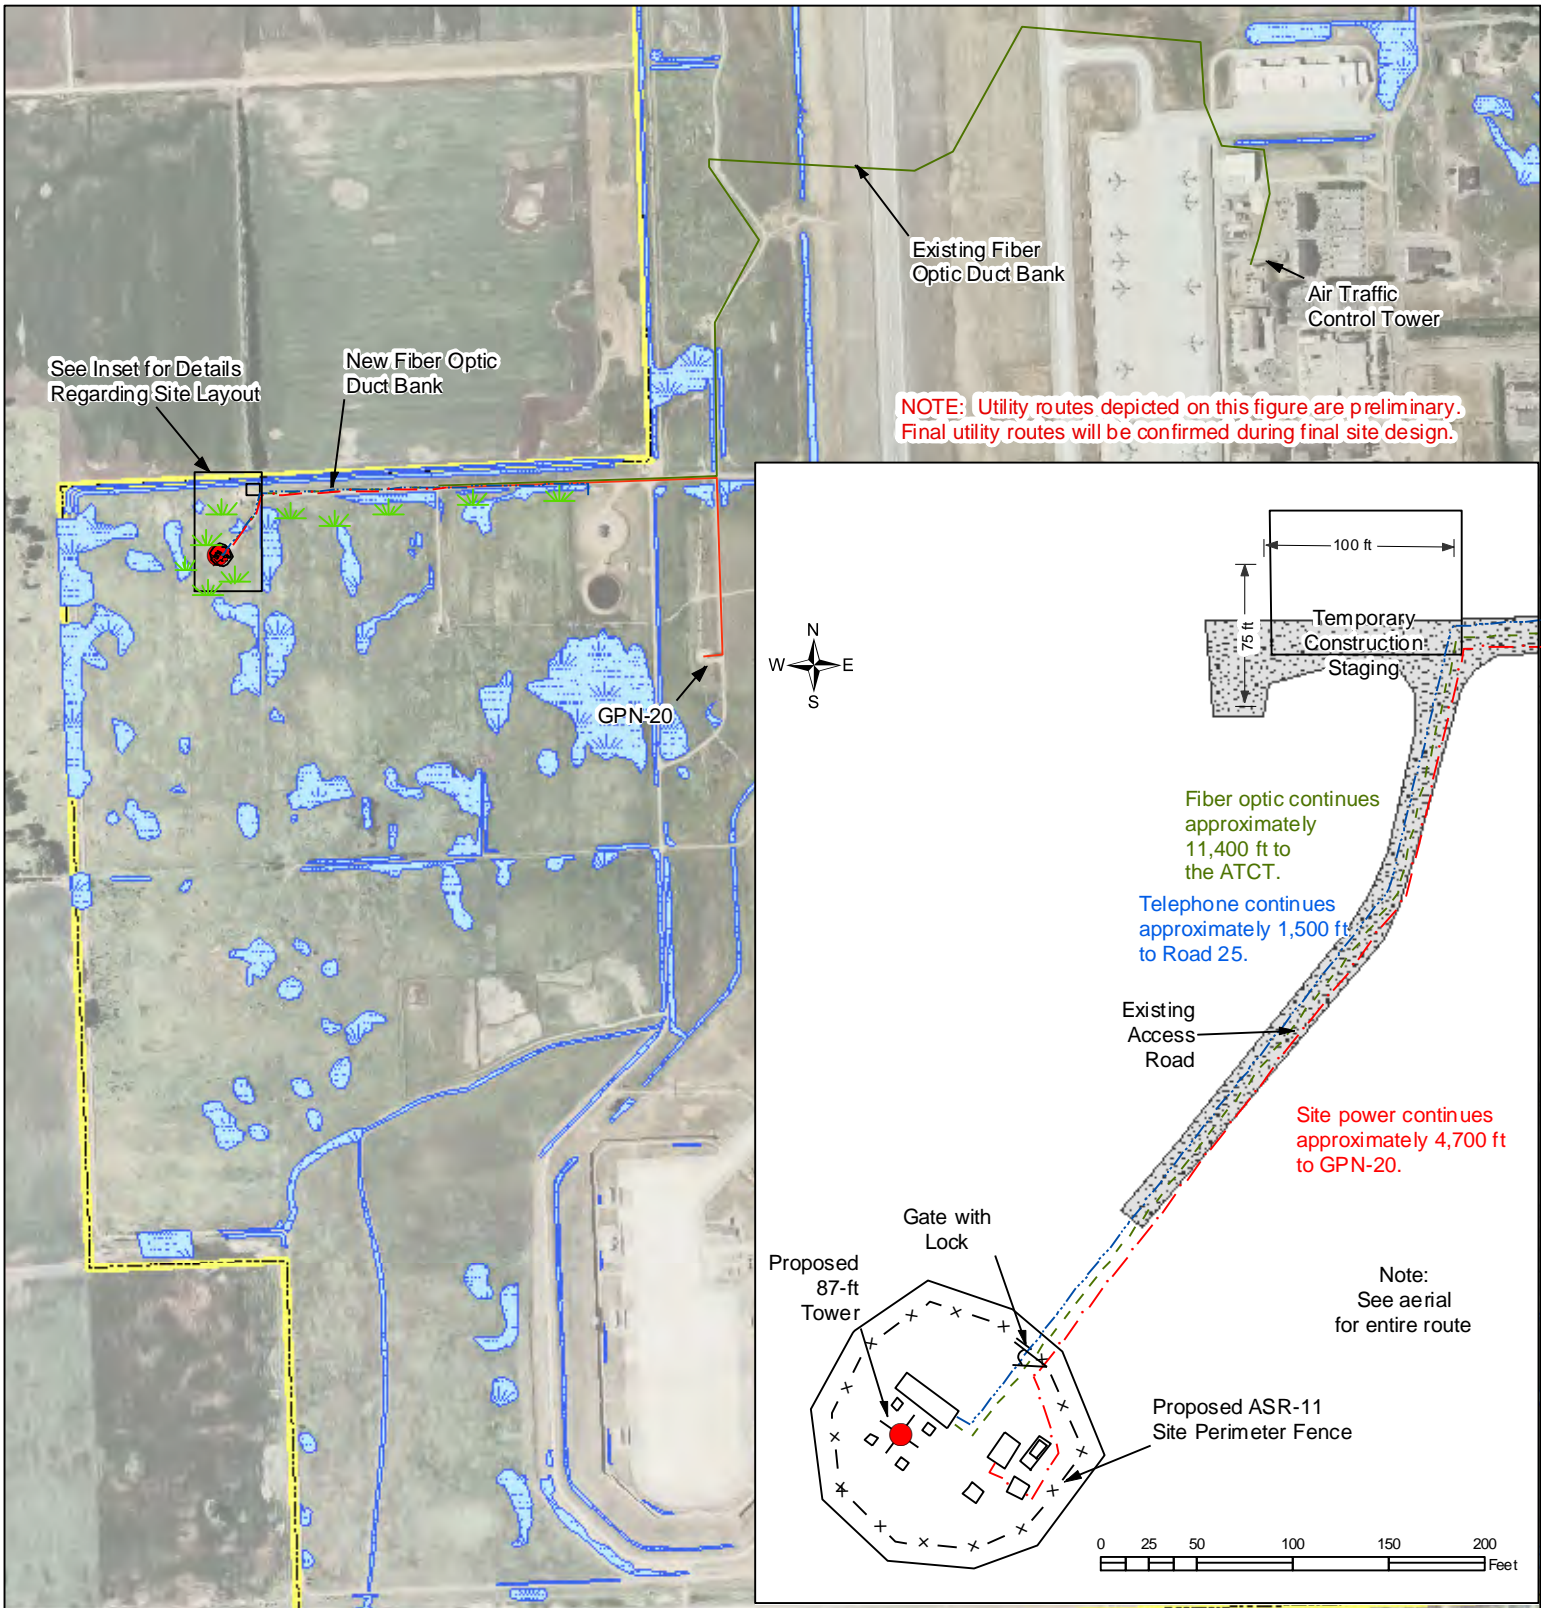 Existing Fiber
Optic Duct Bank
Air Traffic
Control Tower
See Inset for Details
Regarding Site Layout
New Fiber Optic
Duct Bank
NOTE: Utility routes depicted on this figure are preliminary.
Final utility routes will be confirmed during final site design.
GPN-20
N
W
E
S
100 ft
75 ft
Temporary
Construction
Staging
Fiber optic continues
approximately
11,400 ft to
the ATCT.
Telephone continues
approximately 1,500 ft
to Road 25.
Existing
Access
Road
Site power continues
approximately 4,700 ft
to GPN-20.
Gate with
Lock
Proposed
87-ft
Tower
Note:
See aerial
for entire route
Proposed ASR-11
Site Perimeter Fence
0 25 50 100 150 200
Feet